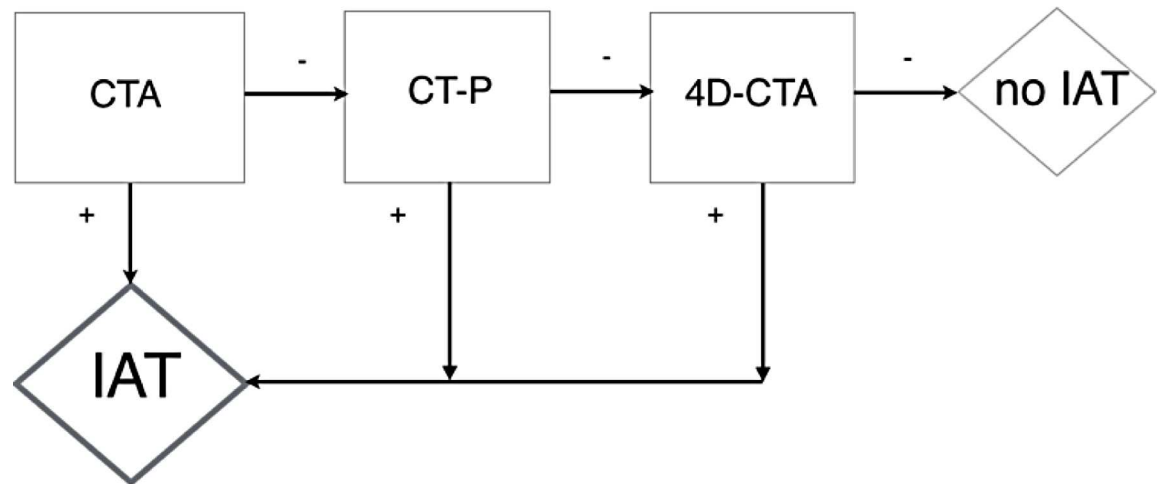 CTA
-
CT-P
-
4D-CTA
-
no IAT
+
+
+
IAT